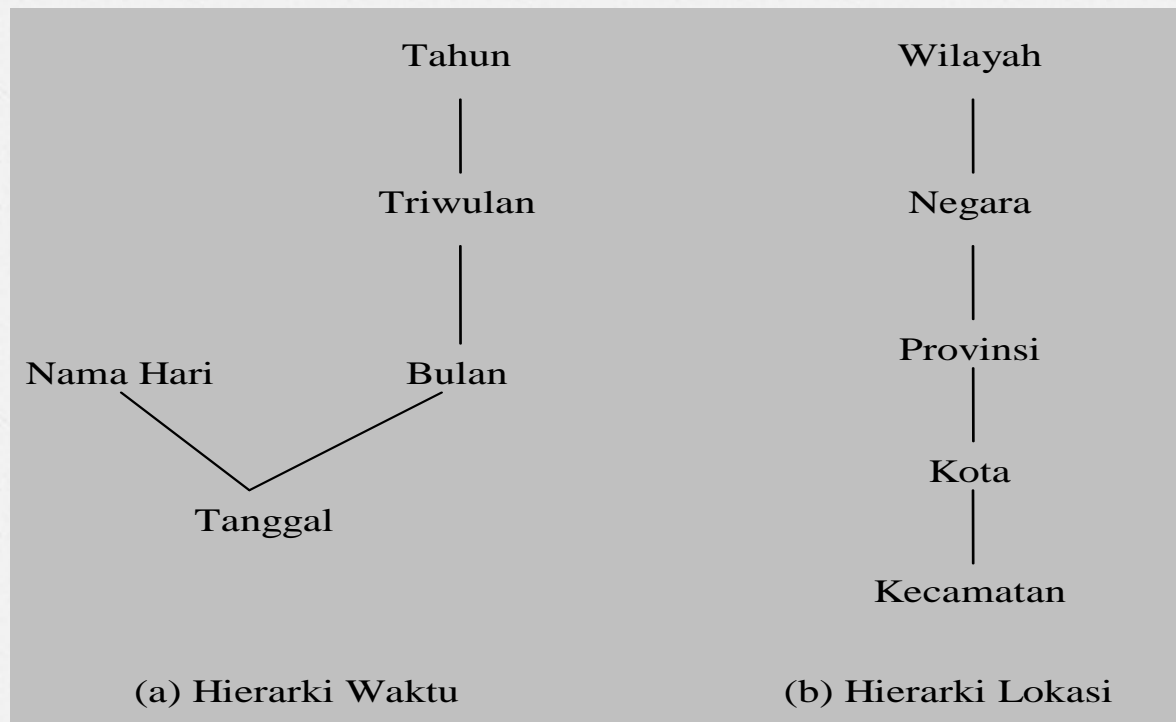 Tahun
Triwulan
Nama Hari
Bulan
Tanggal
(a) Hierarki Waktu
Wilayah
Negara
Provinsi
Kota
Kecamatan
(b) Hierarki Lokasi